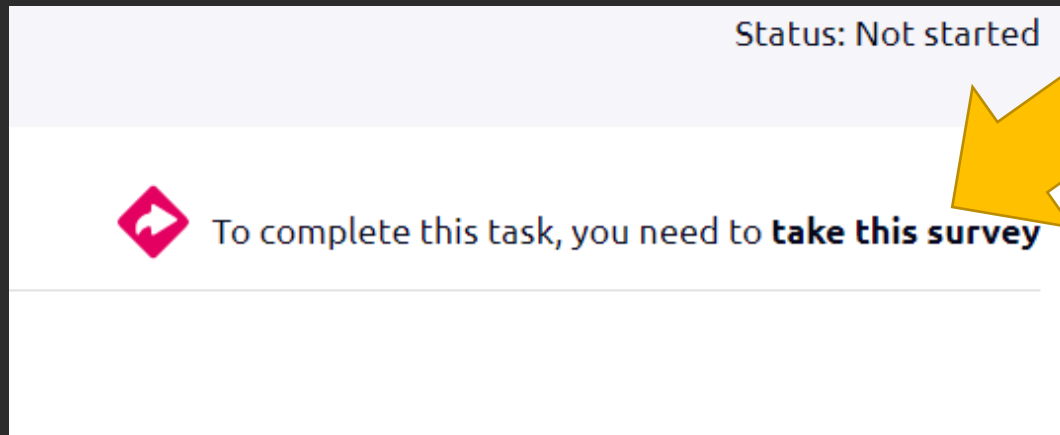 Status: Not started
To complete this task, you need to take this survey